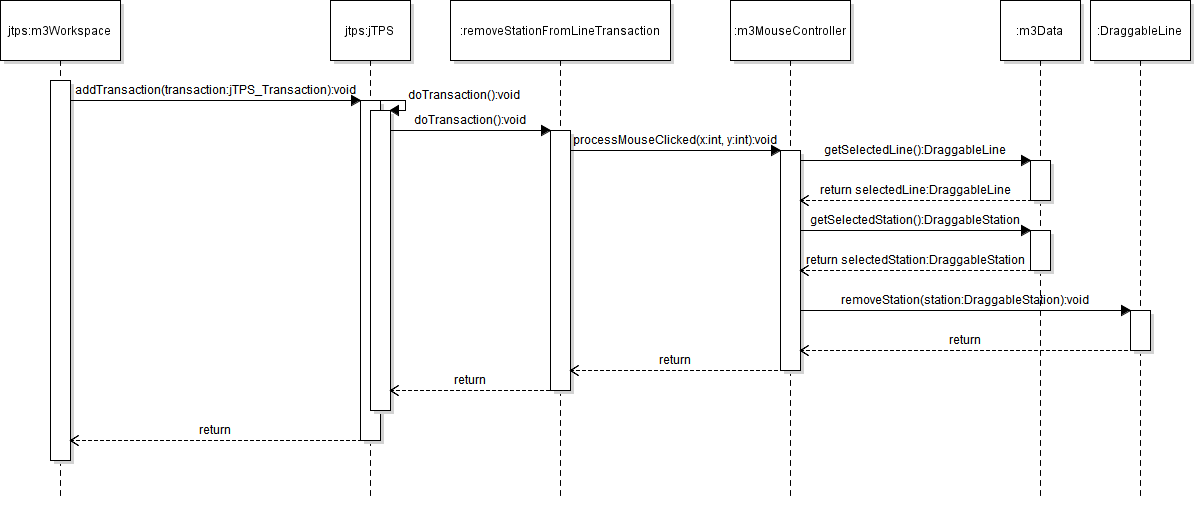 jtps:m3Workspace
jtps:jTPS
:removeStationFromLineTransaction
:m3MouseController
:m3Data
:DraggableLine
addTransaction(transaction:jTPS_Transaction):void
doTransaction():void
doTransaction():void
processMouseClicked(x:int, y:int):void
getSelectedLine():DraggableLine
return selectedLine:DraggableLine
getSelectedStation():DraggableStation
return selectedStation:DraggableStation
removeStation(station:DraggableStation):void
return
return
return
return